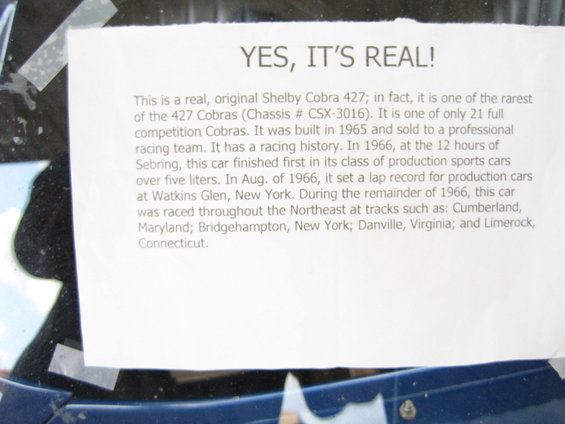 YES, IT'S REAL!
This is a real, original Shelby Cobra 427; in fact, it is one of the rarest
of the 427 Cobras (Chassis # CSX-3016). It is one of only 21 full
competition Cobras. It was built in 1965 and sold to a professional
racing team. It has a racing history. In 1966, at the 12 hours of
Sebring, this car finished first in its class of production sports cars
over five liters. In Aug. of 1966, it set a lap record for production cars
at Watkins Glen, New York. During the remainder of 1966, this car
was raced throughout the Northeast at tracks such as: Cumberland,
Maryland; Bridgehampton, New York; Danville, Virginia; and Limerock,
Connecticut.